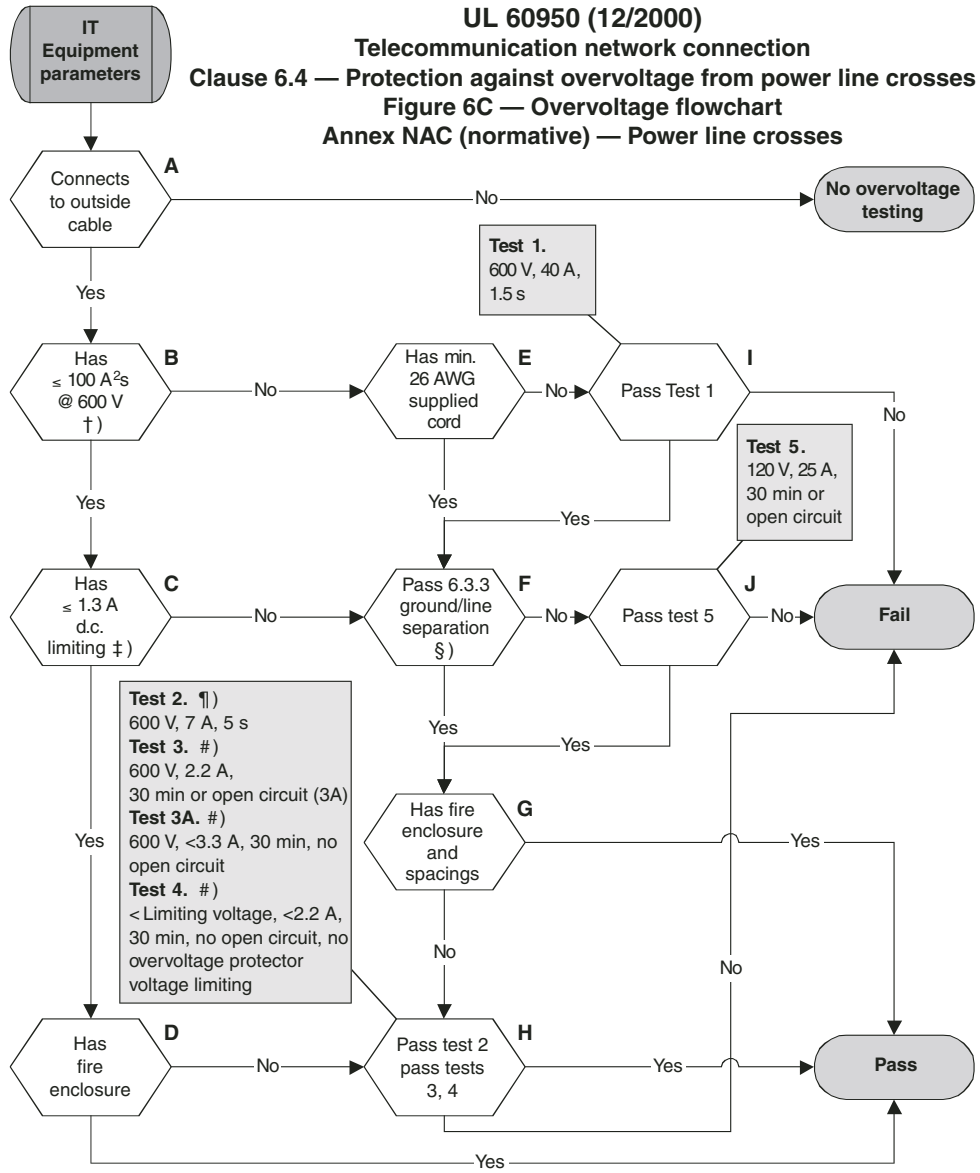 IT
Equipment
parameters
UL 60950 (12/2000)
Telecommunication network connection
Clause 6.4 — Protection against overvoltage from power line crosses
Figure 6C — Overvoltage flowchart
Annex NAC (normative) — Power line crosses
A
Connects
to outside
cable
No
No overvoltage
testing
Yes
Test 1.
600 V, 40 A,
1.5 s
B
Has
≤ 100 A²s
@ 600 V
†)
No
E
Has min.
26 AWG
supplied
cord
No
I
Pass Test 1
No
Yes
Yes
Yes
Test 5.
120 V, 25 A,
30 min or
open circuit
C
Has
≤ 1.3 A
d.c.
limiting ‡)
No
F
Pass 6.3.3
ground/line
separation
§)
No
J
Pass test 5
No
Fail
Test 2. ¶)
600 V, 7 A, 5 s
Test 3. #)
600 V, 2.2 A,
30 min or open circuit (3A)
Test 3A. #)
600 V, <3.3 A, 30 min, no
open circuit
Test 4. #)
< Limiting voltage, <2.2 A,
30 min, no open circuit, no
overvoltage protector
voltage limiting
Yes
Yes
Yes
G
Has fire
enclosure
and
spacings
Yes
No
No
D
Has
fire
enclosure
No
H
Pass test 2
pass tests
3, 4
Yes
Pass
Yes